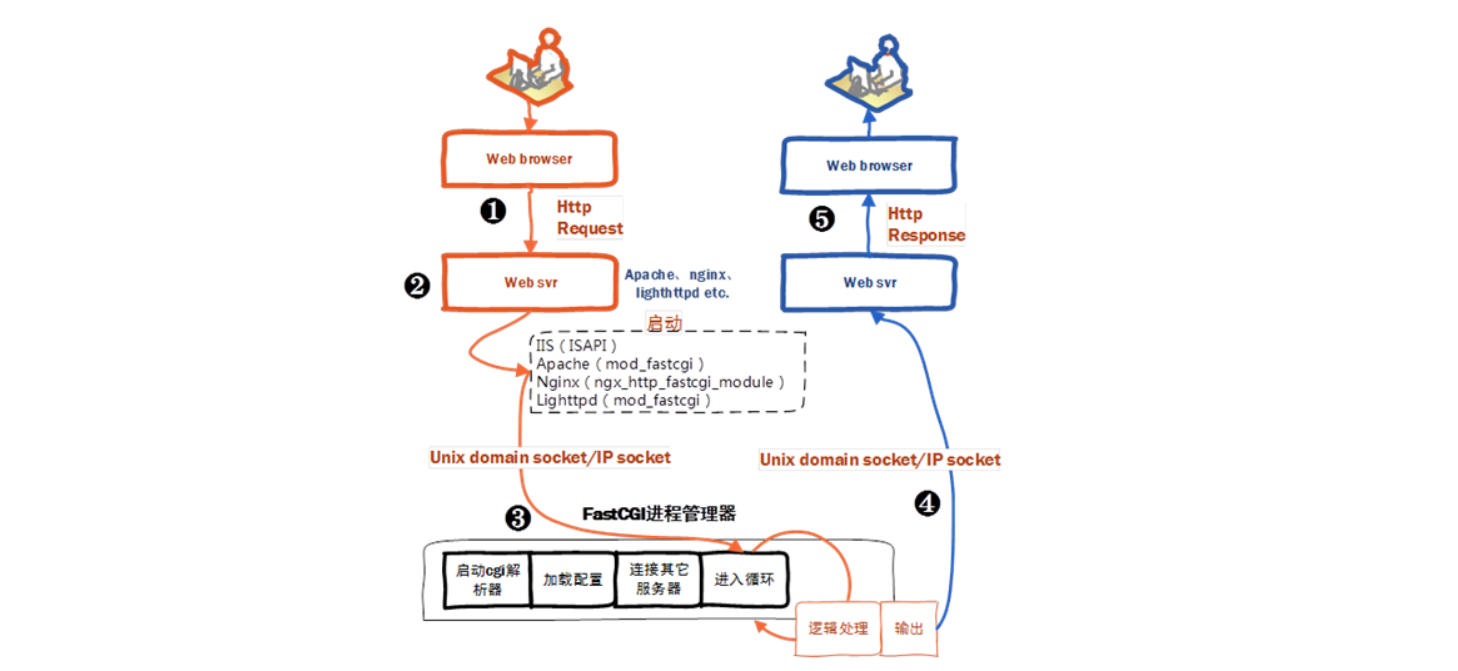 Web browser
❶
Http
Request
❷
Web svr
Apache、nginx、
lighthttpd etc.
启动
IIS（ISAPI）
Apache（mod_fastcgi）
Nginx（ngx_http_fastcgi_module）
Lighttpd（mod_fastcgi）
Unix domain socket/IP socket
❸
FastCGI进程管理器
启动cgi解
析器
加载配置
连接其它
服务器
进入循环
逻辑处理
输出
❹
Unix domain socket/IP socket
Web svr
❺
Http
Response
Web browser